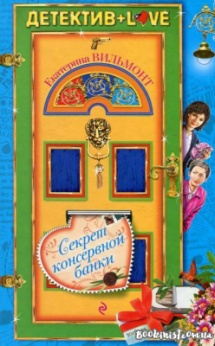 ДЕТЕКТИВ+LOVE
Екатерина ВИЛЬМОНТ
Секрет
консервной
банки
Bookinist.com.ua